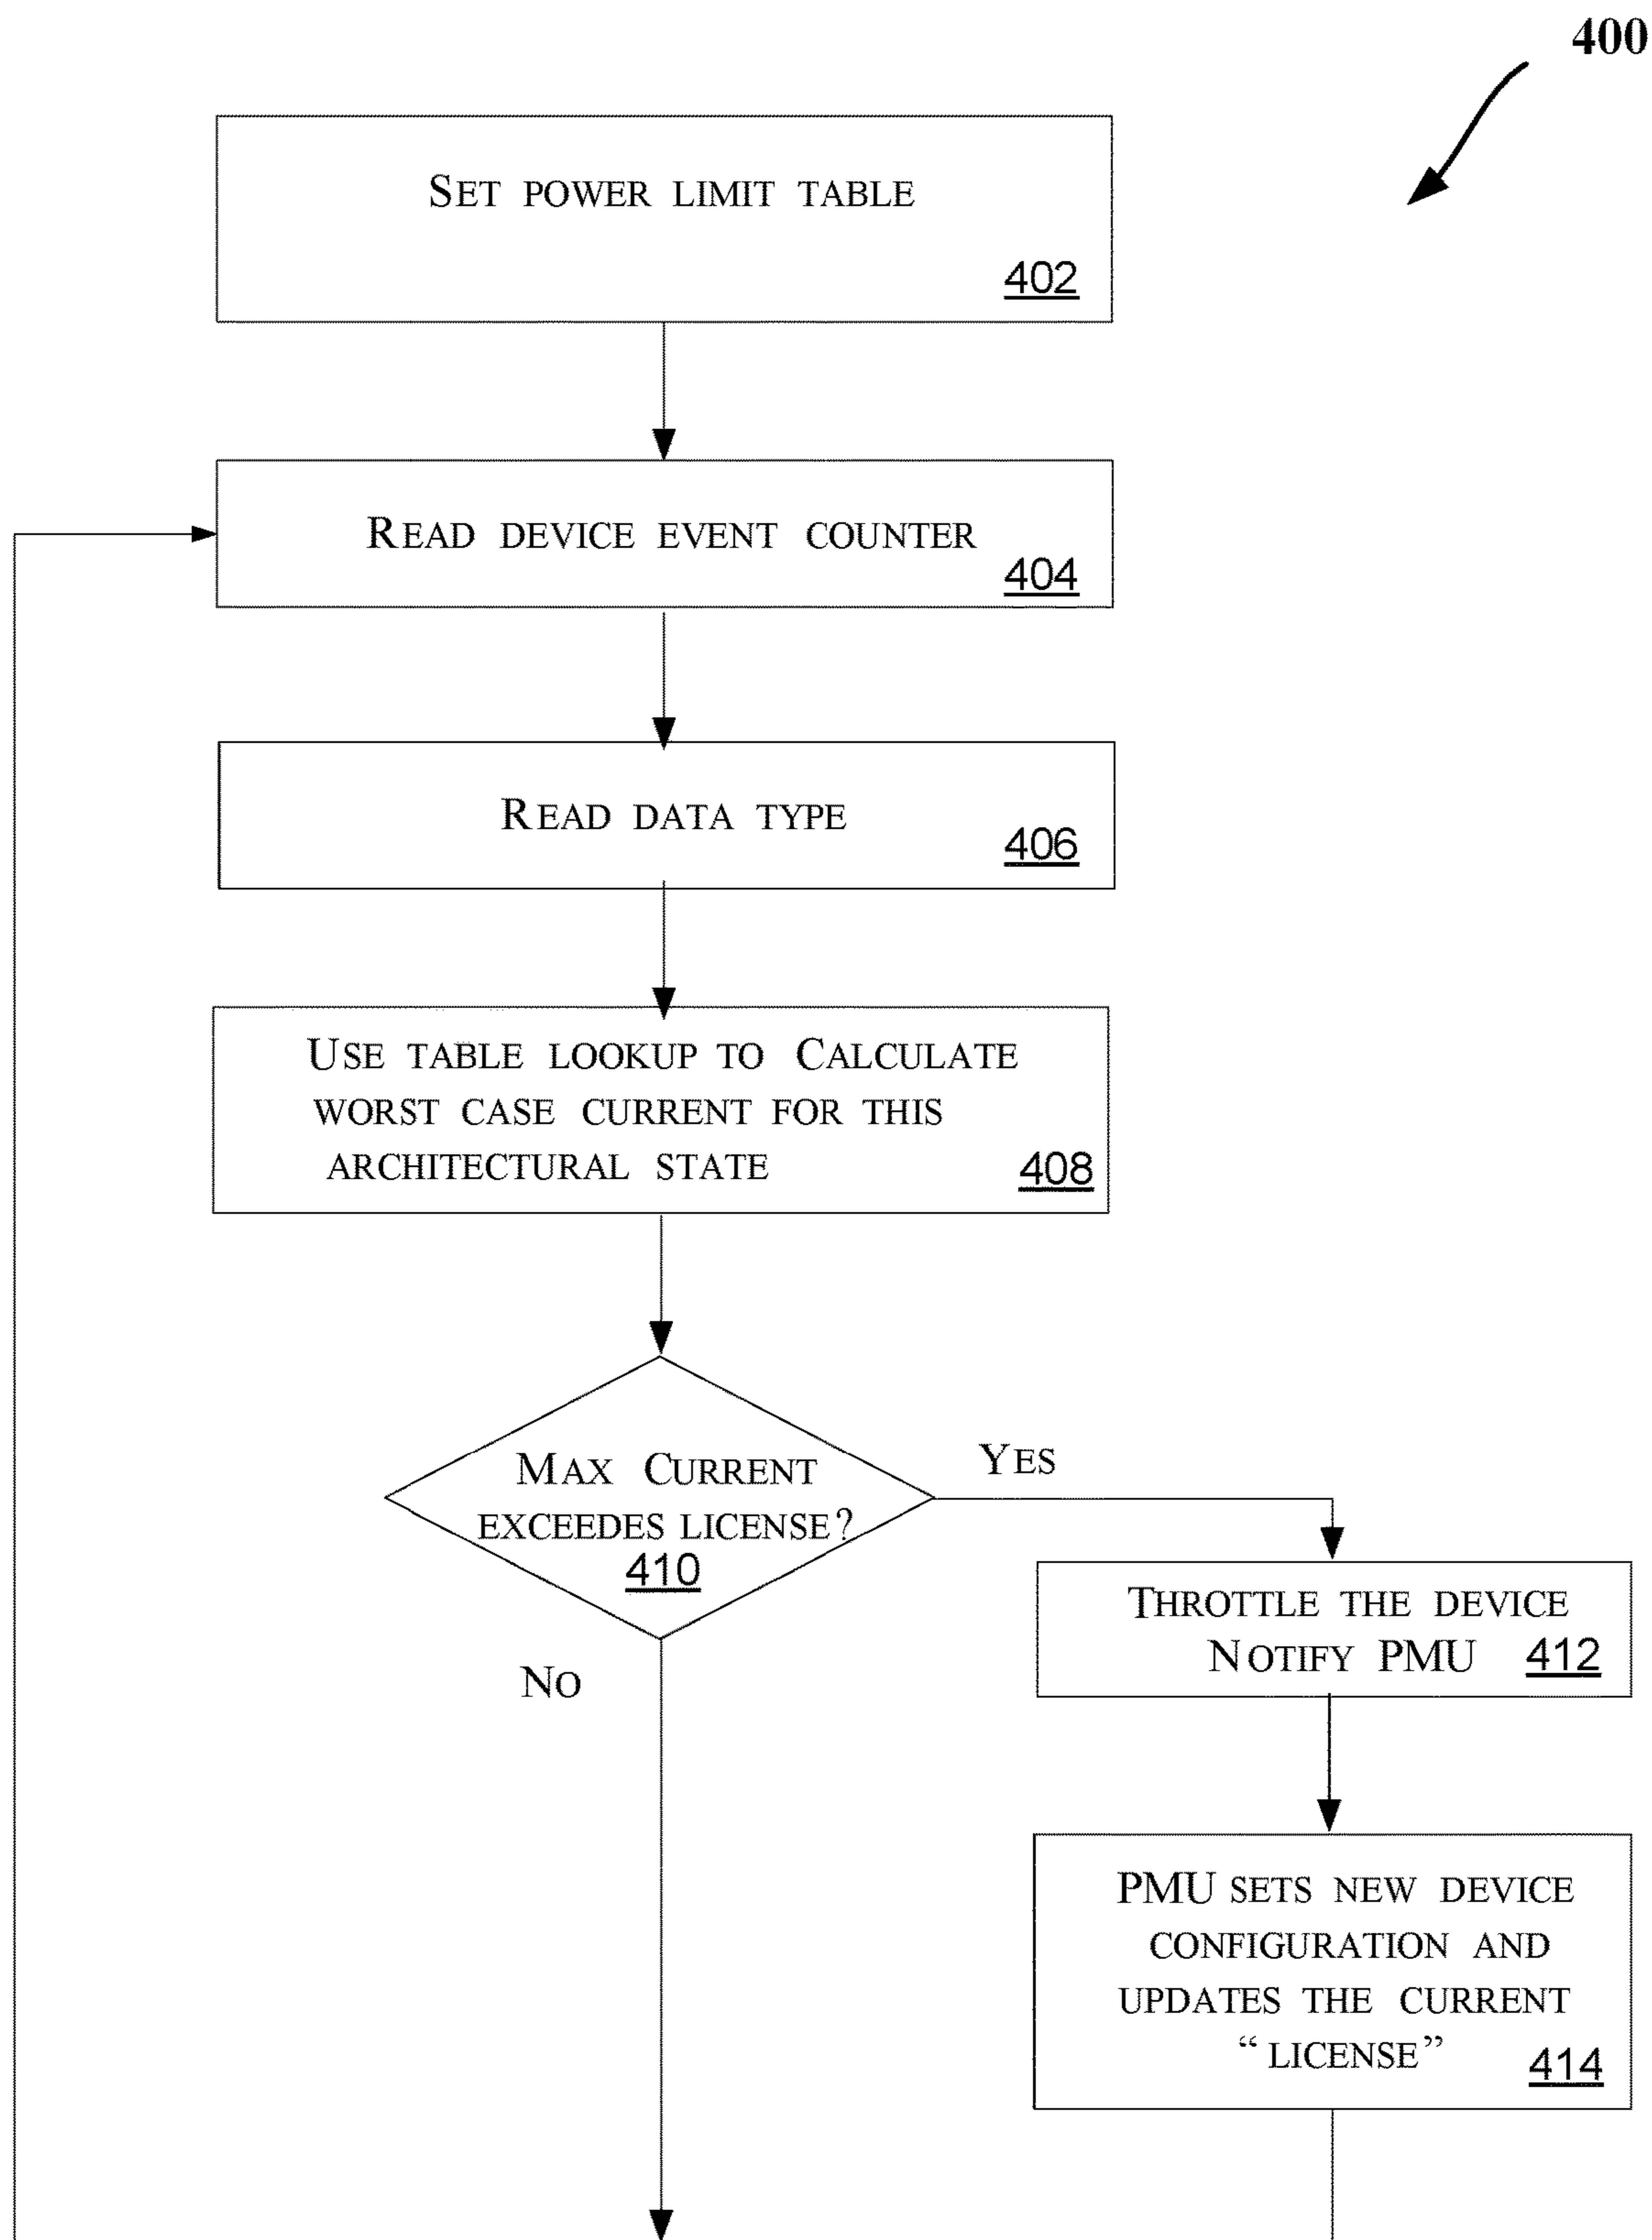 400
SET POWER LIMIT TABLE
402
READ DEVICE EVENT COUNTER
404
READ DATA TYPE
406
USE TABLE LOOKUP TO CALCULATE
WORST CASE CURRENT FOR THIS
ARCHITECTURAL STATE
408
MAX CURRENT
EXCEEDES LICENSE?
410
YES
NO
THROTTLE THE DEVICE
NOTIFY PMU 412
PMU SETS NEW DEVICE
CONFIGURATION AND
UPDATES THE CURRENT
“LICENSE”
414